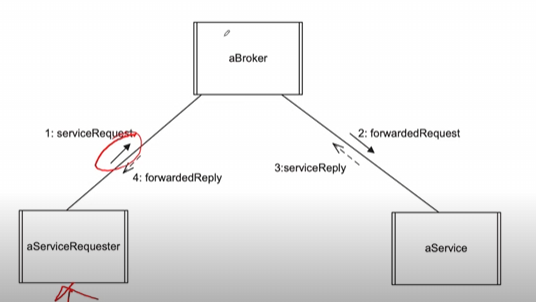 aBroker
1: serviceRequest
2: forwardedRequest
3:serviceReply
4: forwardedReply
aServiceRequester
aService